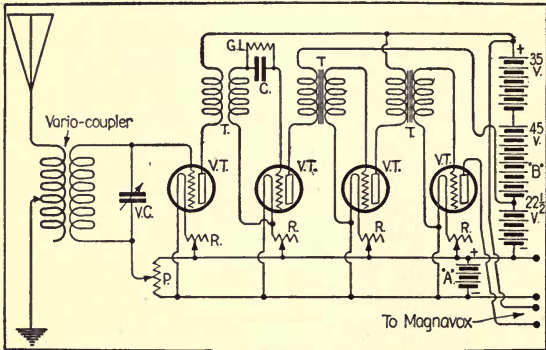 G.L.
C.
T.
T.
T.
+
35
V.
45
V.
"B"
22½
V.
-
Vario-coupler
V.C.
V.T.
V.T.
V.T.
V.T.
R.
R.
R.
R.
P.
+
"A"
-
To Magnavox